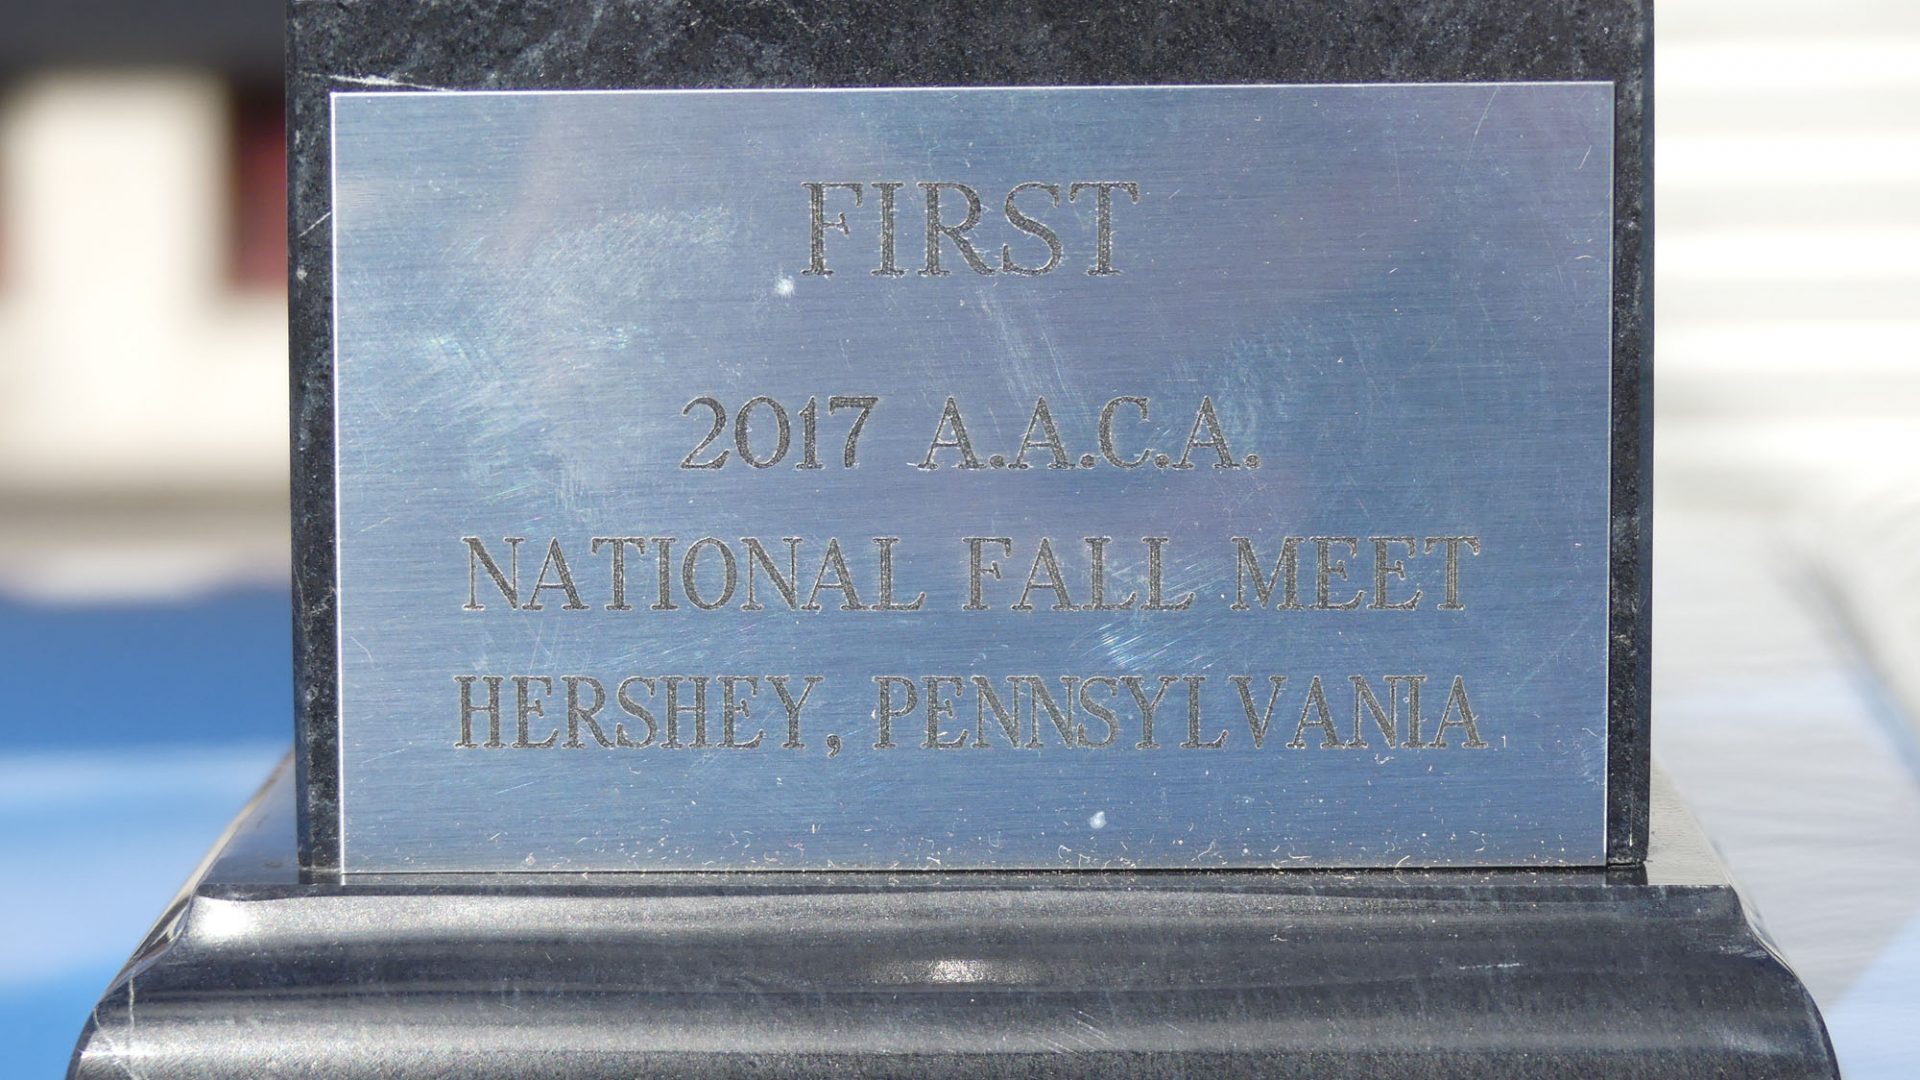 FIRST
2017 A.A.C.A.
NATIONAL FALL MEET
HERSHEY, PENNSYLVANIA